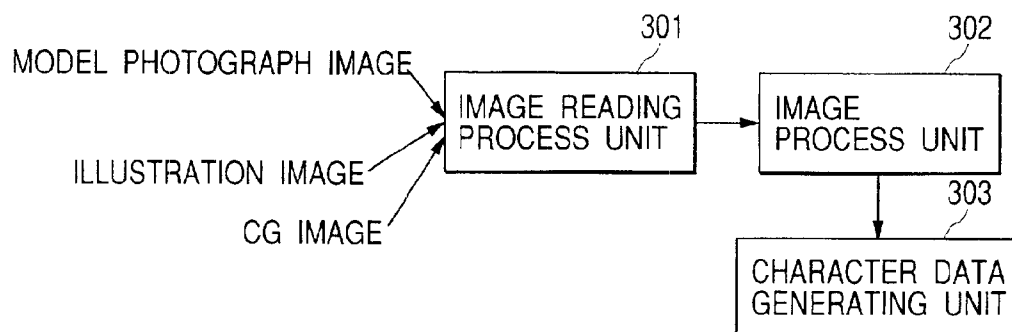 301
302
MODEL PHOTOGRAPH IMAGE
IMAGE READING
PROCESS UNIT
IMAGE
PROCESS UNIT
ILLUSTRATION IMAGE
CG IMAGE
303
CHARACTER DATA
GENERATING UNIT